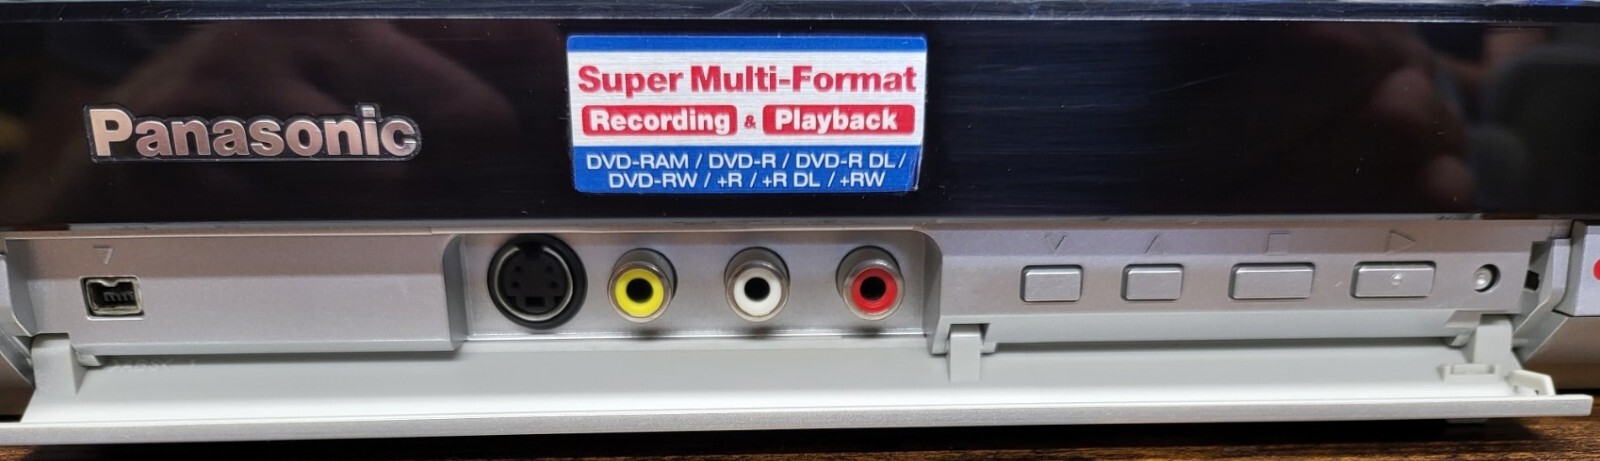 Panasonic
Super Multi-Format
Recording & Playback
DVD-RAM / DVD-R / DVD-R DL /
DVD-RW / +R / +R DL / +RW